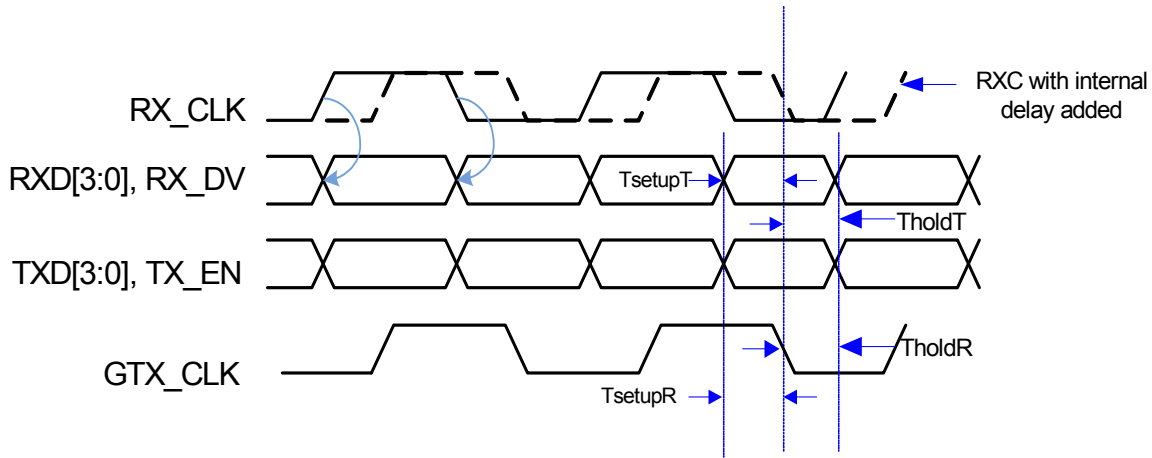 RX_CLK
RXC with internal
delay added
RXD[3:0], RX_DV
TsetupT
TholdT
TXD[3:0], TX_EN
GTX_CLK
TholdR
TsetupR